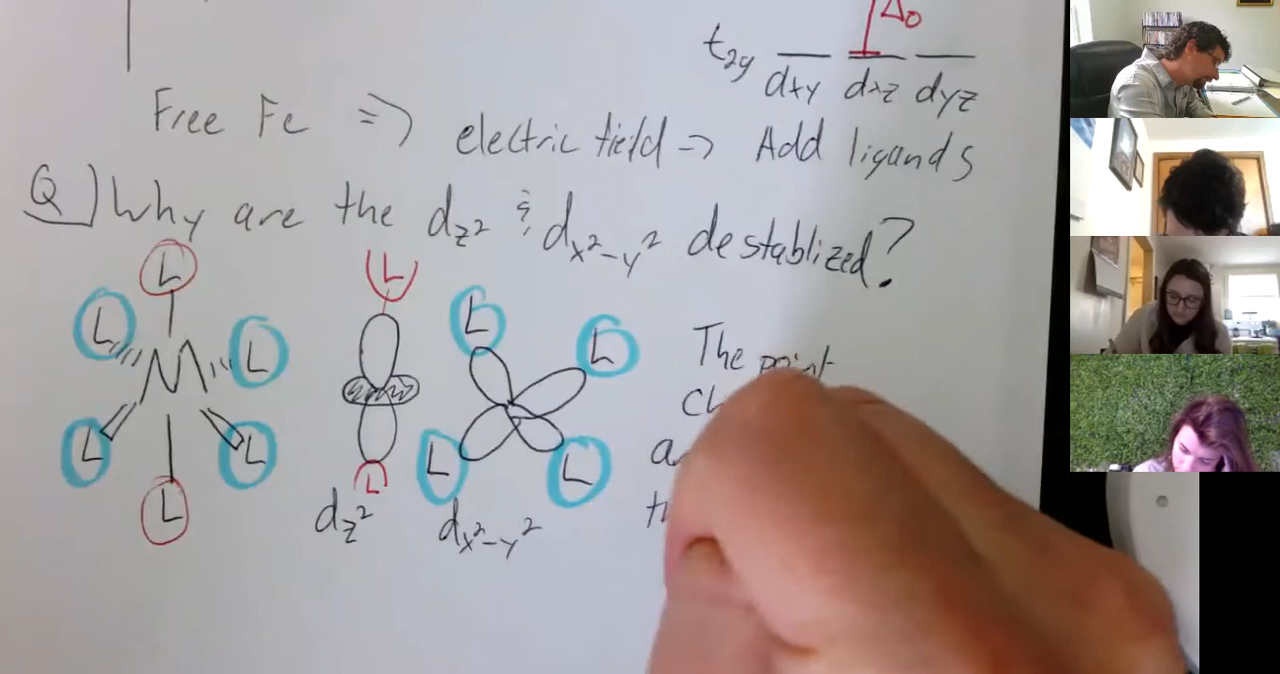 Δo
t2g
dxy dxz dyz
Free Fe => electric field -> Add ligands
Q) Why are the dz² & dx²-y² destablized?
L L L
L L L L
M
The point
L L L L
L L
dz² dx²-y²